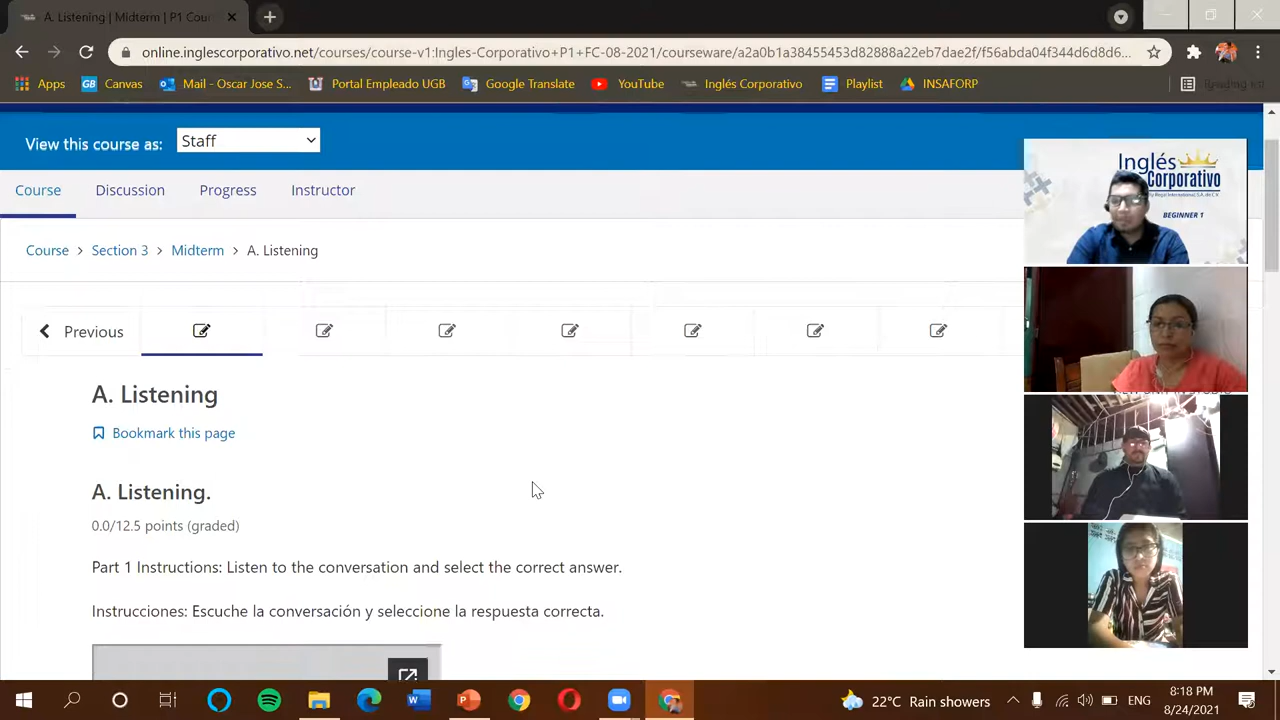 A. Listening | Midterm | P1 Cour
online.inglescorporativo.net/courses/course-v1:Ingles-Corporativo+P1+FC-08-2021/courseware/a2a0b1a38455453d82888a22eb7dae2f/f56abda04f344d6d8d6...
Apps Canvas Mail - Oscar Jose S... Portal Empleado UGB Google Translate YouTube Inglés Corporativo Playlist INSAFORP Reading list
View this course as: Staff
Course Discussion Progress Instructor
Inglés
Corporativo
BEGINNER 1
Course > Section 3 > Midterm > A. Listening
Previous
A. Listening
Bookmark this page
A. Listening.
0.0/12.5 points (graded)
Part 1 Instructions: Listen to the conversation and select the correct answer.
Instrucciones: Escuche la conversación y seleccione la respuesta correcta.
22°C Rain showers ENG 8:18 PM
8/24/2021